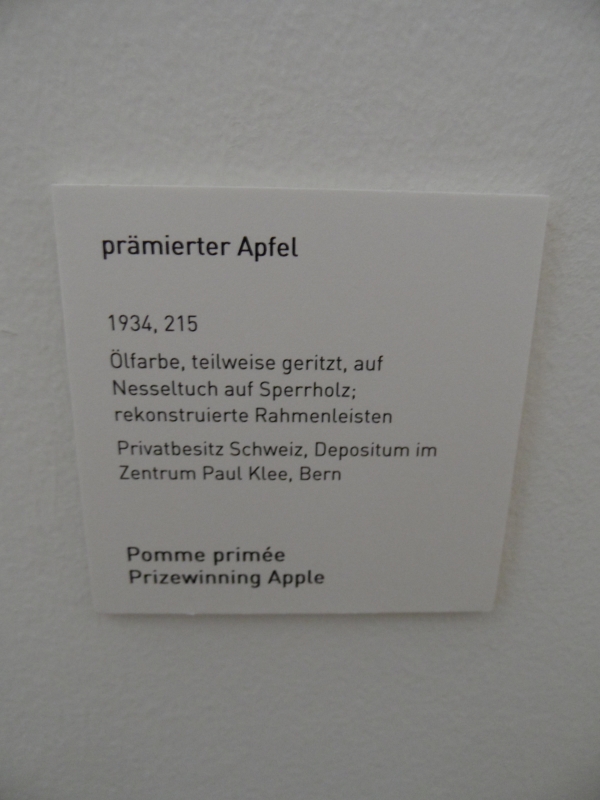 prämierter Apfel
1934, 215
Ölfarbe, teilweise geritzt, auf
Nesseltuch auf Sperrholz;
rekonstruierte Rahmenleisten
Privatbesitz Schweiz, Depositum im
Zentrum Paul Klee, Bern
Pomme primée
Prizewinning Apple